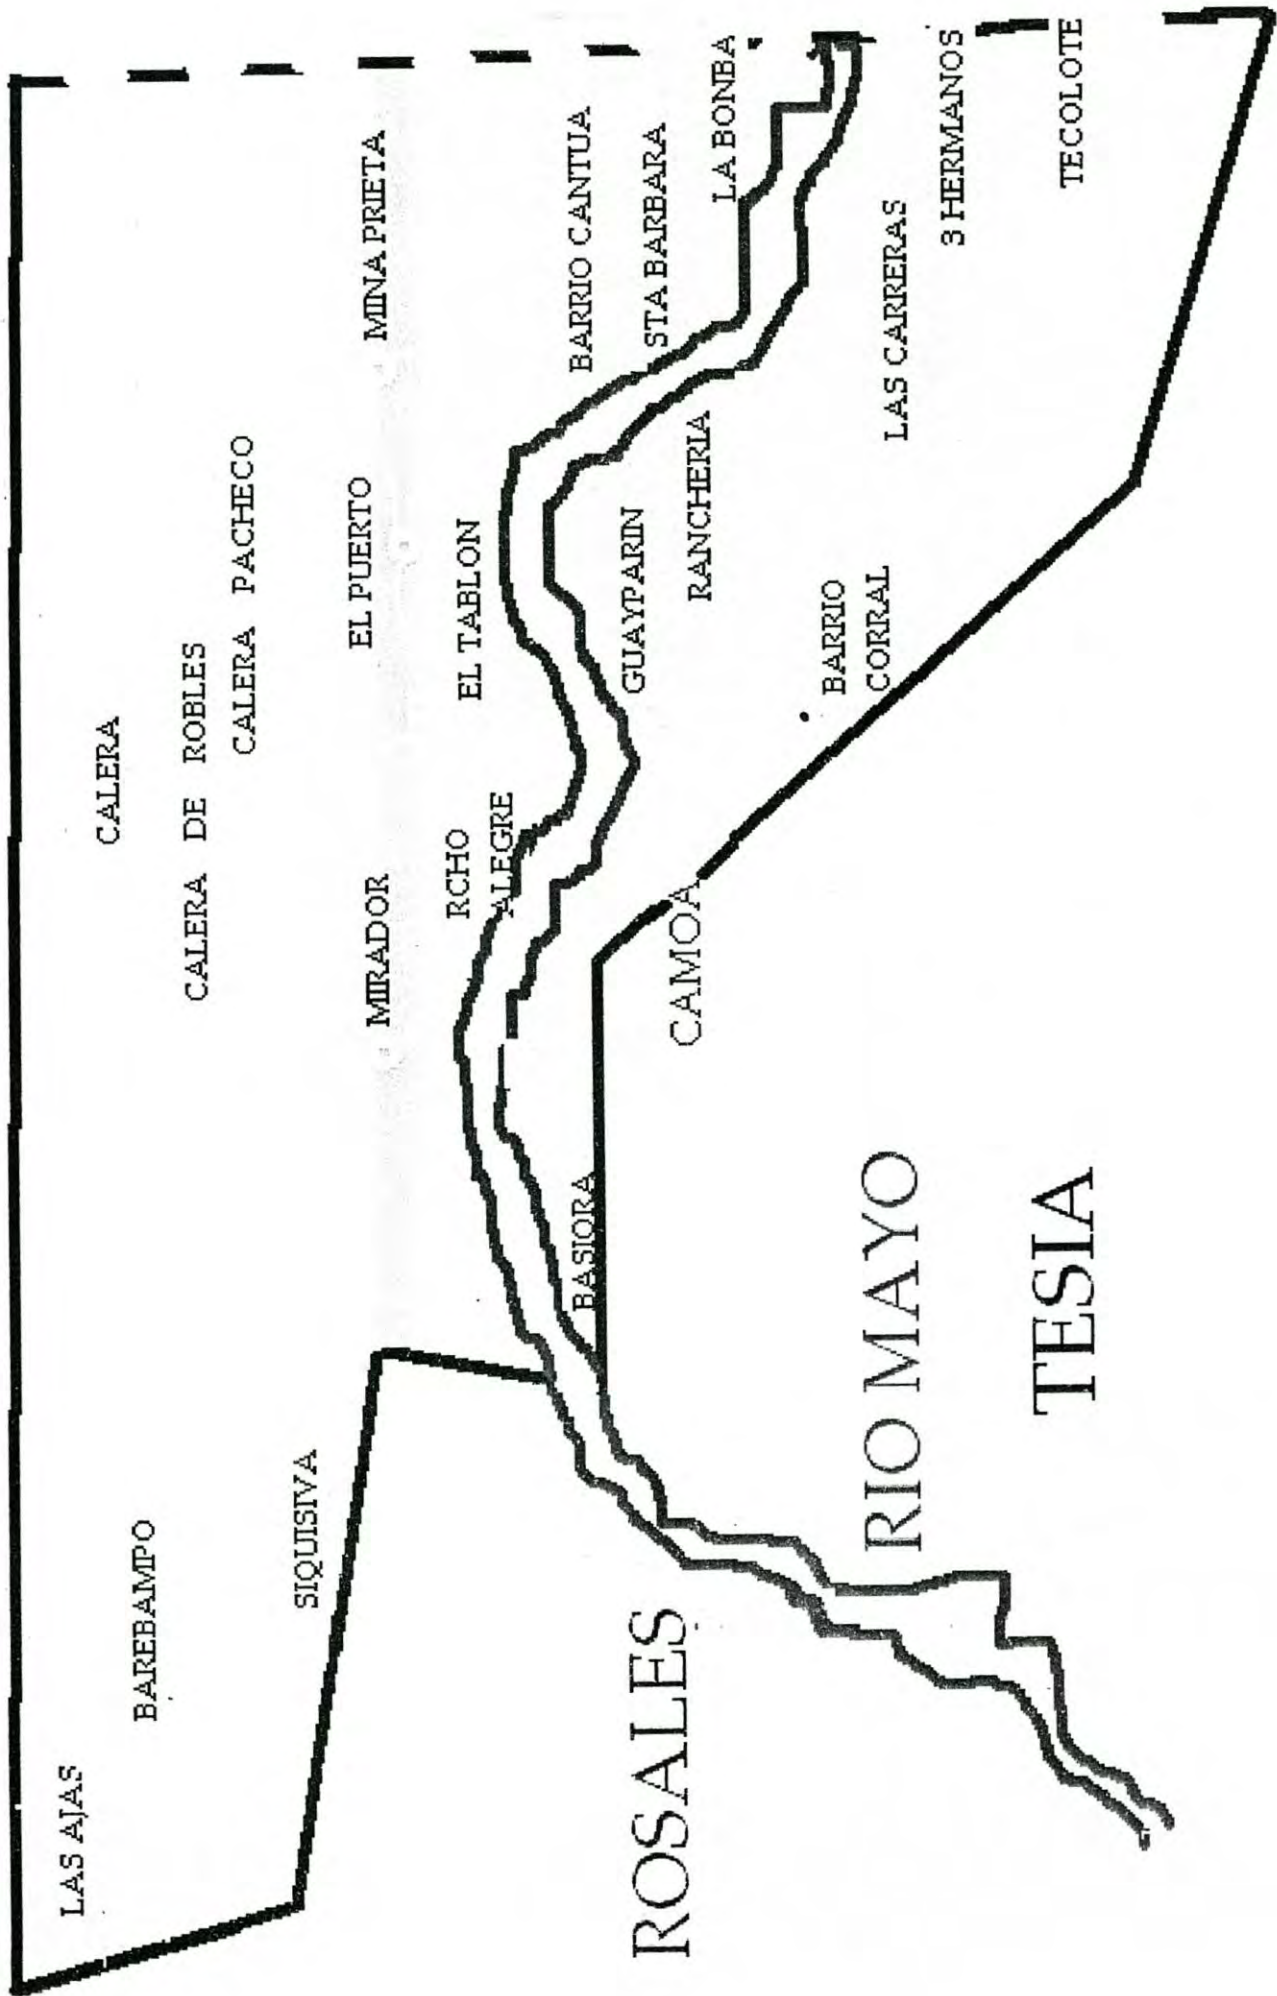 LAS AJAS
CALERA
BAREBAMPO
CALERA DE ROBLES
CALERA PACHECO
SIQUISIVA
MIRADOR
EL PUERTO
MINA PRIETA
RCHO
ALEGRE
EL TABLON
BASIORA
BARRIO CANTUA
GUAYPARIN
STA BARBARA
ROSALES
CAMOA
RANCHERIA
LA BONBA
BARRIO
CORRAL
RIO MAYO
LAS CARRERAS
3 HERMANOS
TESIA
TECOLOTE